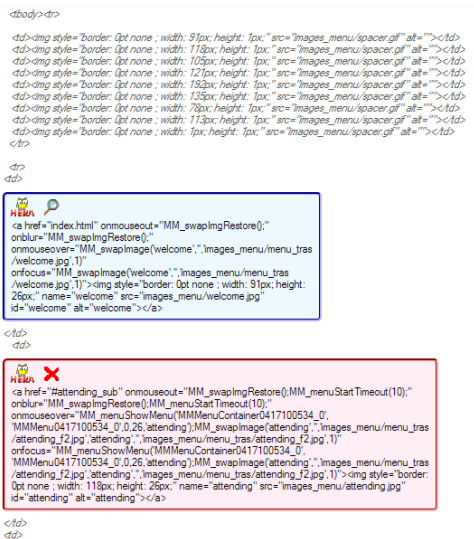 <tbody><tr>
<td><img style="border: 0pt none ; width: 91px; height: 1px;" src="images_menu/spacer.gif" alt=""></td>
<td><img style="border: 0pt none ; width: 118px; height: 1px;" src="images_menu/spacer.gif" alt=""></td>
<td><img style="border: 0pt none ; width: 105px; height: 1px;" src="images_menu/spacer.gif" alt=""></td>
<td><img style="border: 0pt none ; width: 121px; height: 1px;" src="images_menu/spacer.gif" alt=""></td>
<td><img style="border: 0pt none ; width: 192px; height: 1px;" src="images_menu/spacer.gif" alt=""></td>
<td><img style="border: 0pt none ; width: 135px; height: 1px;" src="images_menu/spacer.gif" alt=""></td>
<td><img style="border: 0pt none ; width: 78px; height: 1px;" src="images_menu/spacer.gif" alt=""></td>
<td><img style="border: 0pt none ; width: 113px; height: 1px;" src="images_menu/spacer.gif" alt=""></td>
<td><img style="border: 0pt none ; width: 1px; height: 1px;" src="images_menu/spacer.gif" alt=""></td>
</tr>
<tr>
<td>
HERA
<a href="index.html" onmouseout="MM_swapImgRestore();"
onblur="MM_swapImgRestore();"
onmouseover="MM_swapImage('welcome','','images_menu/menu_tras
/welcome.jpg',1)"
onfocus="MM_swapImage('welcome','','images_menu/menu_tras
/welcome.jpg',1)"><img style="border: 0pt none ; width: 91px; height:
26px;" name="welcome" src="images_menu/welcome.jpg"
id="welcome" alt="welcome"></a>
</td>
<td>
HERA
<a href="#attending_sub" onmouseout="MM_swapImgRestore();MM_menuStartTimeout(10);"
onblur="MM_swapImgRestore();MM_menuStartTimeout(10);"
onmouseover="MM_menuShowMenu('MMMenuContainer0417100534_0',
'MMMenu0417100534_0',0,26,'attending');MM_swapImage('attending','','images_menu/menu_tras
/attending_f2.jpg','attending','','images_menu/menu_tras/attending_f2.jpg',1)"
onfocus="MM_menuShowMenu('MMMenuContainer0417100534_0',
'MMMenu0417100534_0',0,26,'attending');MM_swapImage('attending','','images_menu/menu_tras
/attending_f2.jpg','attending','','images_menu/menu_tras/attending_f2.jpg',1)"><img style="border:
0pt none ; width: 118px; height: 26px;" name="attending" src="images_menu/attending.jpg"
id="attending" alt="attending"></a>
</td>
<td>